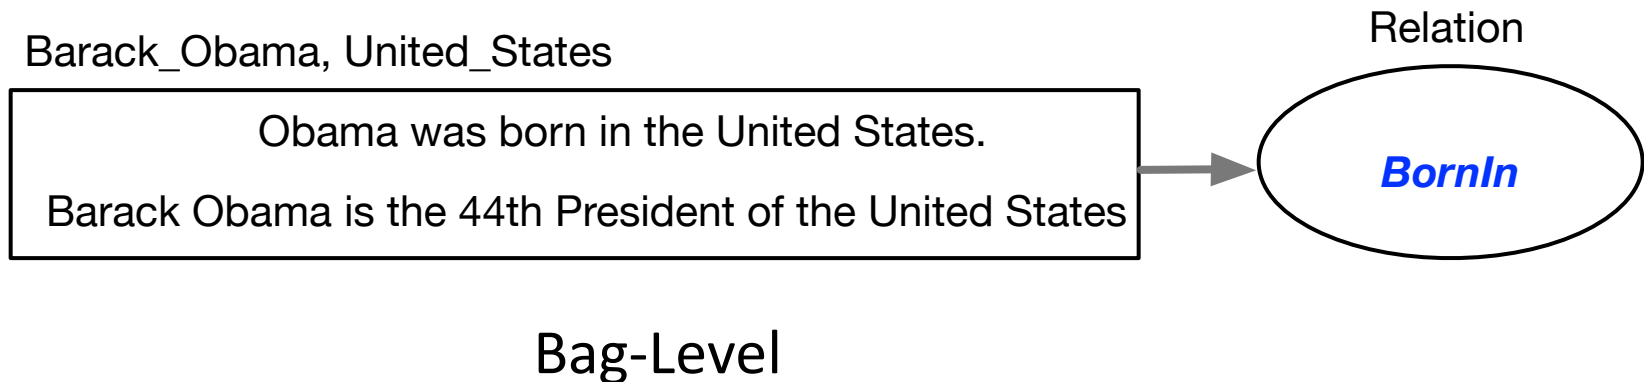 Relation
Barack_Obama, United_States
Obama was born in the United States.
BornIn
Barack Obama is the 44th President of the United States
Bag-Level